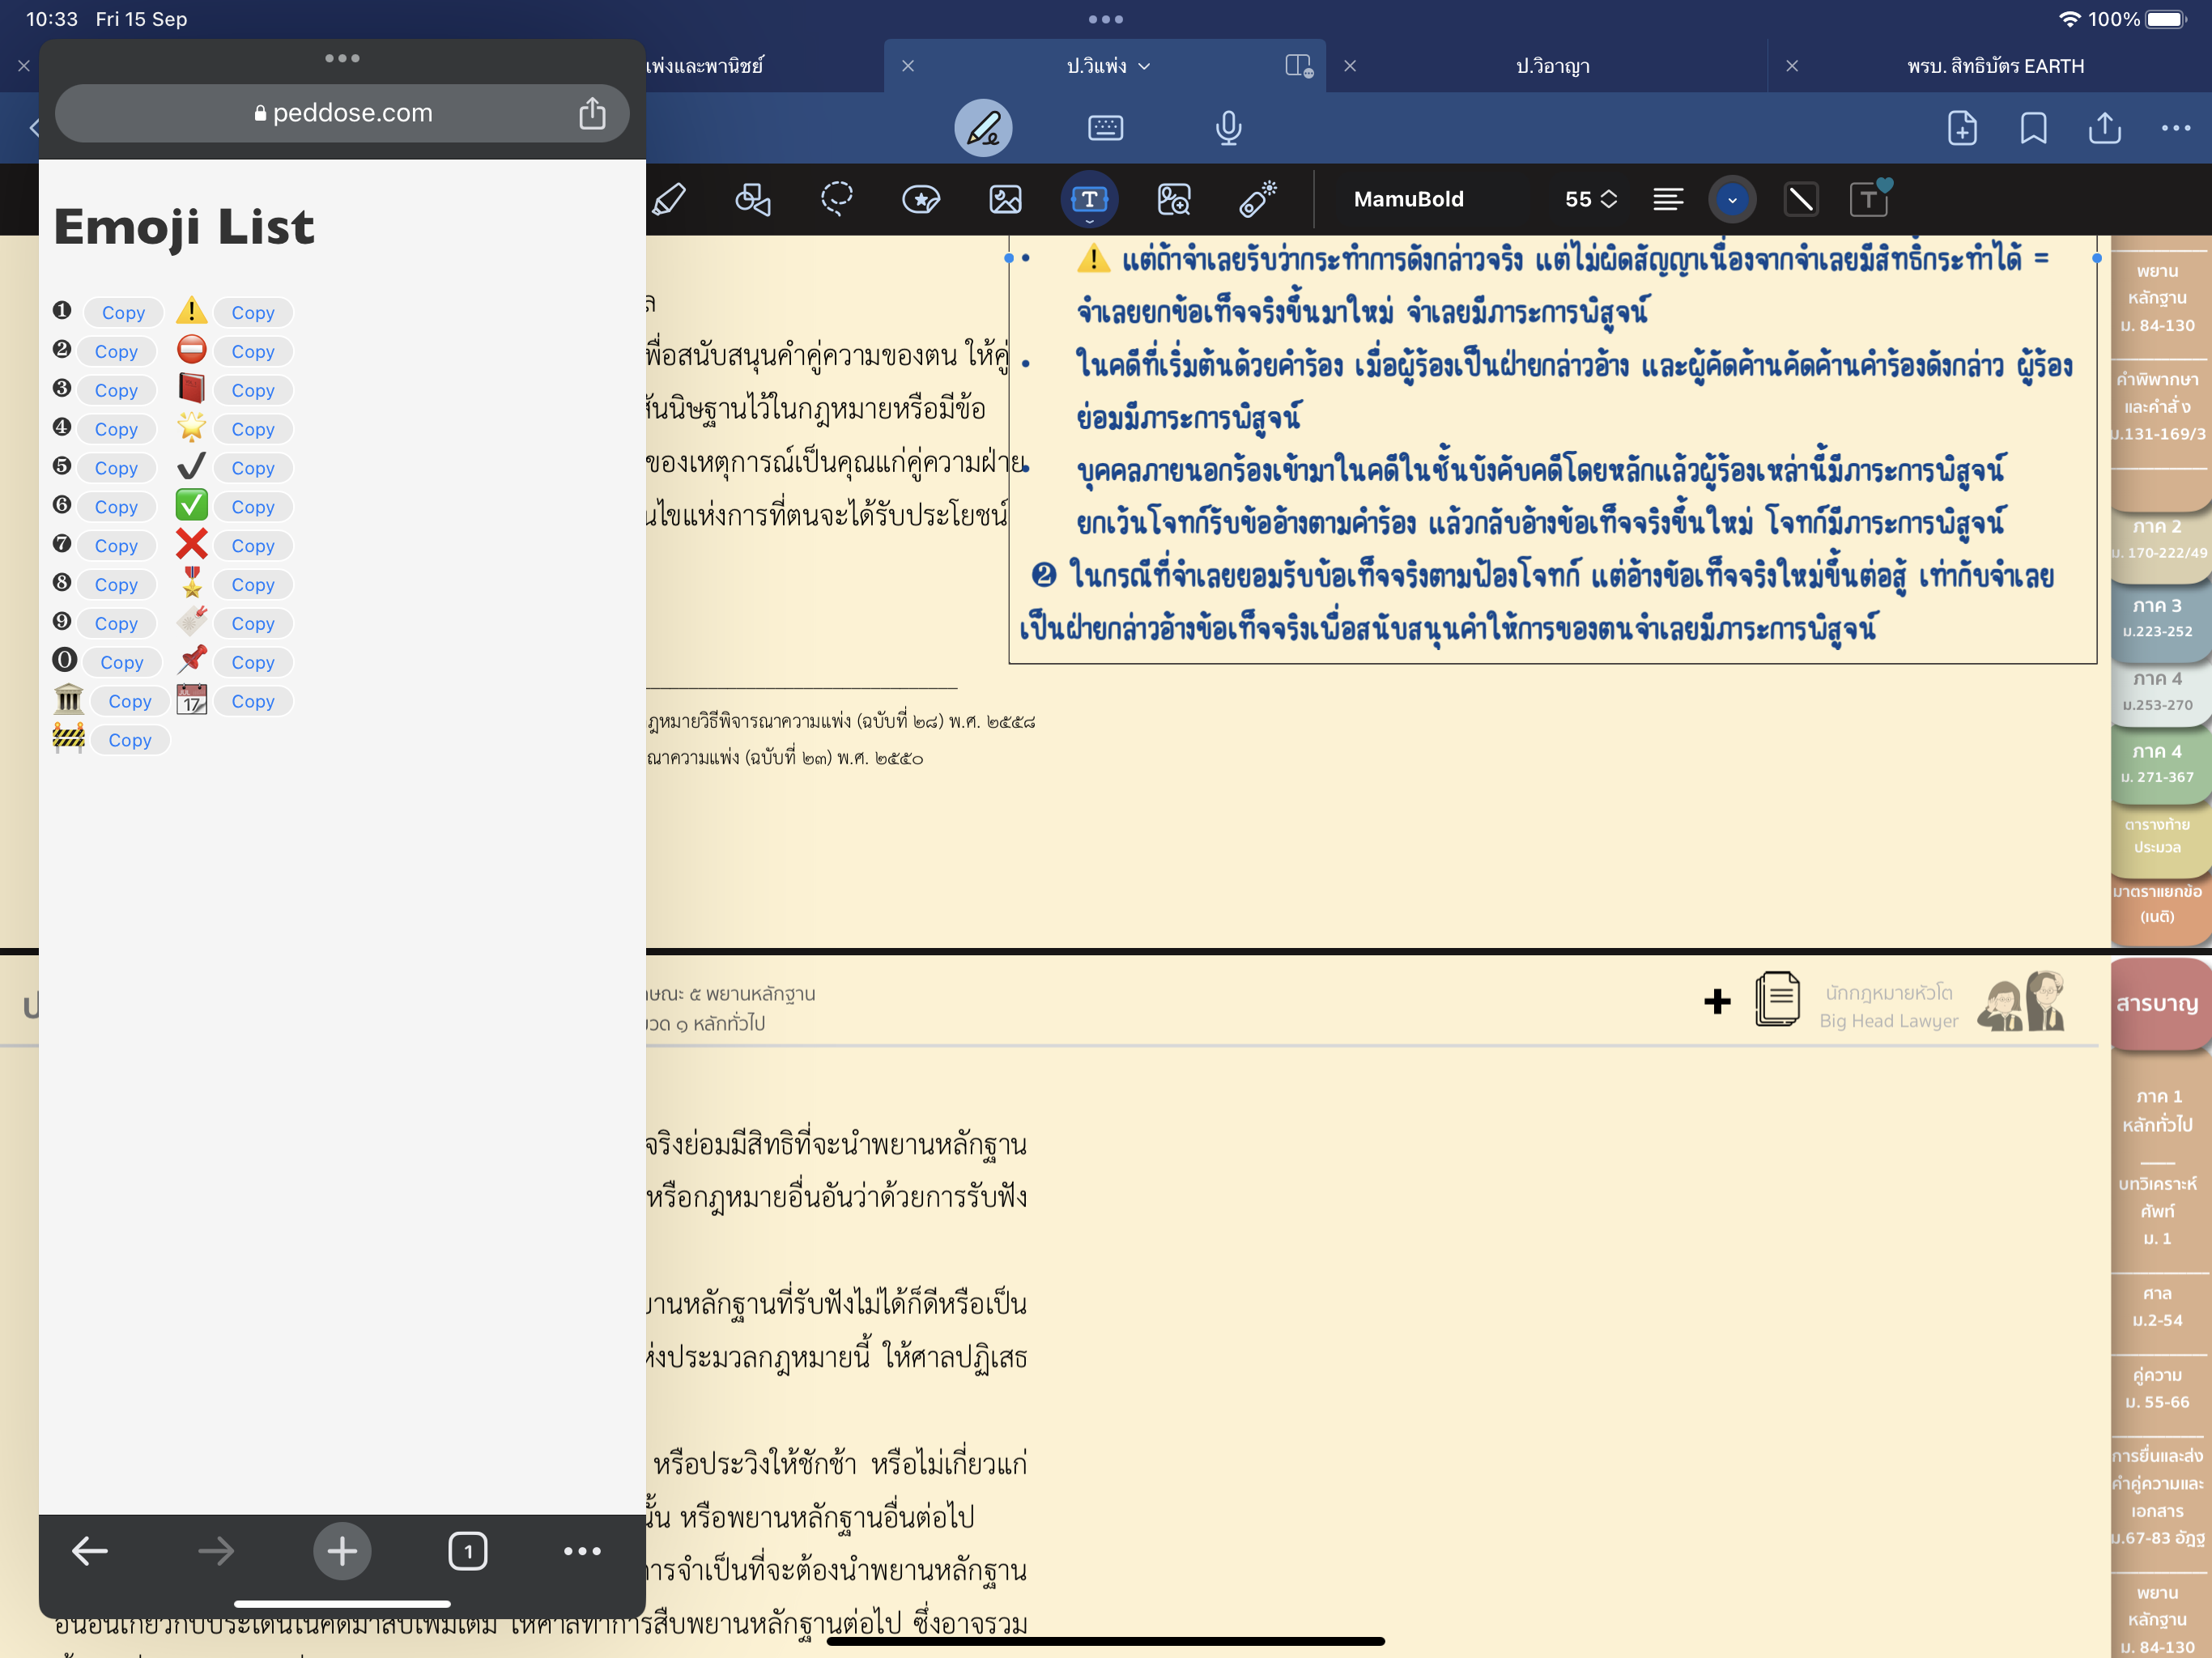 10:33 Fri 15 Sep
100%
เพ่งและพานิชย์
ป.วิแพ่ง
ป.วิอาญา
พรบ. สิทธิบัตร EARTH
peddose.com
MamuBold
55
Emoji List
❶ Copy ⚠️ Copy
❷ Copy ⛔ Copy
❸ Copy 📕 Copy
❹ Copy 🌟 Copy
❺ Copy ✔️ Copy
❻ Copy ✅ Copy
❼ Copy ❌ Copy
❽ Copy 🎖️ Copy
❾ Copy 🏷️ Copy
⓿ Copy 📌 Copy
🏛️ Copy 📆 Copy
🚧 Copy
1
ล
พื่อสนับสนุนคำคู่ความของตน ให้คู่
นนิษฐานไว้ในกฎหมายหรือมีข้อ
ของเหตุการณ์เป็นคุณแก่คู่ความฝ่าย
นไขแห่งการที่ตนจะได้รับประโยชน์
• ⚠️ แต่ถ้าจำเลยรับว่ากระทำการดังกล่าวจริง แต่ไม่ผิดสัญญาเนื่องจากจำเลยมีสิทธิกระทำได้ =
จำเลยยกข้อเท็จจริงขึ้นมาใหม่ จำเลยมีภาระการพิสูจน์
• ในคดีที่เริ่มต้นด้วยคำร้อง เมื่อผู้ร้องเป็นฝ่ายกล่าวอ้าง และผู้คัดค้านคัดค้านคำร้องดังกล่าว ผู้ร้อง
ย่อมมีภาระการพิสูจน์
• บุคคลภายนอกร้องเข้ามาในคดีในชั้นบังคับคดีโดยหลักแล้วผู้ร้องเหล่านี้มีภาระการพิสูจน์
ยกเว้นโจทก์รับข้ออ้างตามคำร้อง แล้วกลับอ้างข้อเท็จจริงขึ้นใหม่ โจทก์มีภาระการพิสูจน์
❷ ในกรณีที่จำเลยยอมรับข้อเท็จจริงตามฟ้องโจทก์ แต่อ้างข้อเท็จจริงใหม่ขึ้นต่อสู้ เท่ากับจำเลย
เป็นฝ่ายกล่าวอ้างข้อเท็จจริงเพื่อสนับสนุนคำให้การของตนจำเลยมีภาระการพิสูจน์
ฎหมายวิธีพิจารณาความแพ่ง (ฉบับที่ ๒๘) พ.ศ. ๒๕๕๘
ณาความแพ่ง (ฉบับที่ ๒๓) พ.ศ. ๒๕๕๐
พยาน
หลักฐาน
ม. 84-130
คำพิพากษา
และคำสั่ง
ม.131-169/3
ภาค 2
ม. 170-222/49
ภาค 3
ม.223-252
ภาค 4
ม.253-270
ภาค 4
ม. 271-367
ตารางท้าย
ประมวล
มาตราแยกข้อ
(เนติ)
ป
ษณะ ๕ พยานหลักฐาน
วด ๑ หลักทั่วไป
นักกฎหมายหัวโต
Big Head Lawyer
จริงย่อมมีสิทธิที่จะนำพยานหลักฐาน
หรือกฎหมายอื่นอันว่าด้วยการรับฟัง
ยานหลักฐานที่รับฟังไม่ได้ก็ดีหรือเป็น
ห่งประมวลกฎหมายนี้ ให้ศาลปฏิเสธ
หรือประวิงให้ชักช้า หรือไม่เกี่ยวแก่
นั้น หรือพยานหลักฐานอื่นต่อไป
ารจำเป็นที่จะต้องนำพยานหลักฐาน
อื่นอันเกี่ยวกับประเด็นในคดีมาสืบเพิ่มเติม ให้ศาลทำการสืบพยานหลักฐานต่อไป ซึ่งอาจรวม
สารบาญ
ภาค 1
หลักทั่วไป
บทวิเคราะห์
ศัพท์
ม. 1
ศาล
ม.2-54
คู่ความ
ม. 55-66
การยื่นและส่ง
คำคู่ความและ
เอกสาร
ม.67-83 อัฏฐ
พยาน
หลักฐาน
ม. 84-130